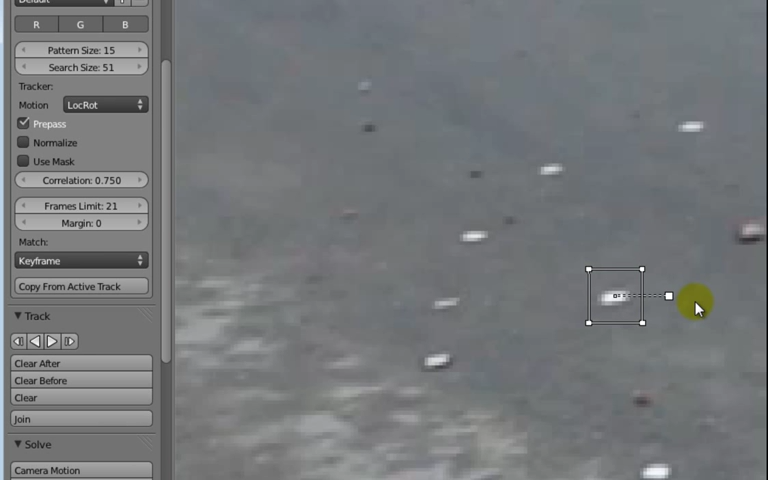 Default
R G B
Pattern Size: 15
Search Size: 51
Tracker:
Motion LocRot
Prepass
Normalize
Use Mask
Correlation: 0.750
Frames Limit: 21
Margin: 0
Match:
Keyframe
Copy From Active Track
Track
Clear After
Clear Before
Clear
Join
Solve
Camera Motion